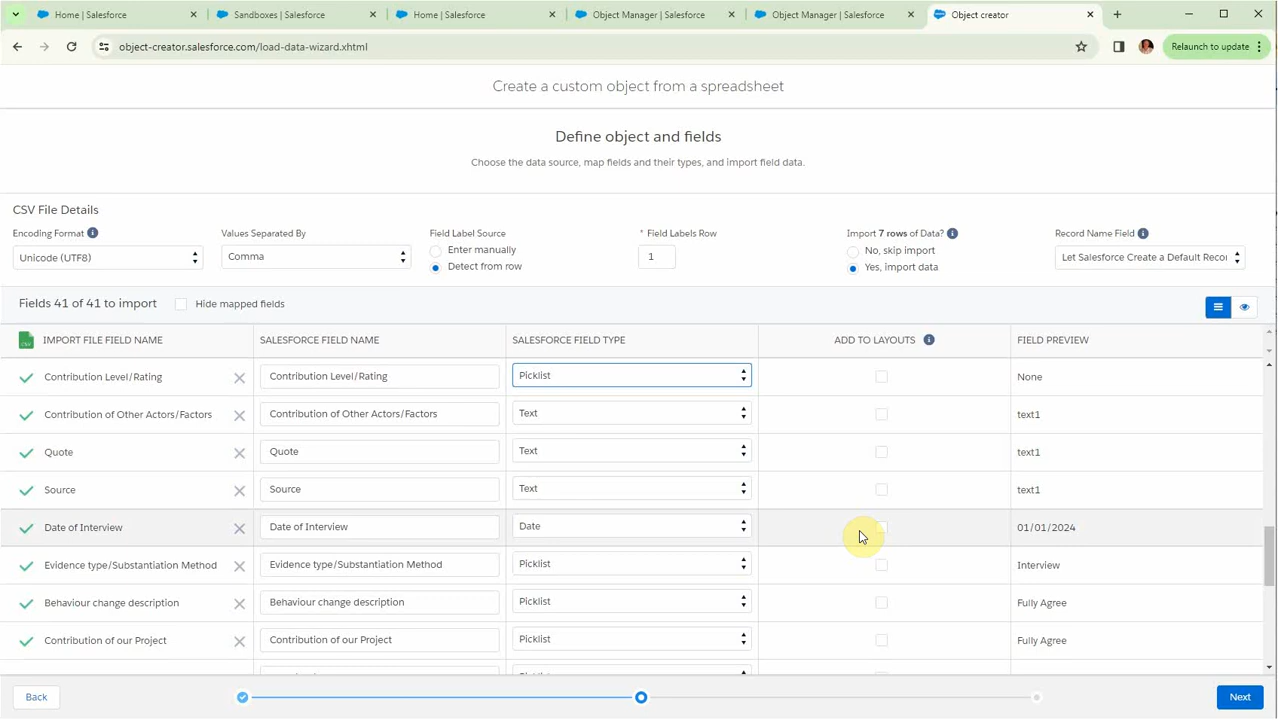 Home | Salesforce
Sandboxes | Salesforce
Home | Salesforce
Object Manager | Salesforce
Object Manager | Salesforce
Object creator
object-creator.salesforce.com/load-data-wizard.xhtml
Relaunch to update
Create a custom object from a spreadsheet
Define object and fields
Choose the data source, map fields and their types, and import field data.
CSV File Details
Encoding Format
Values Separated By
Field Label Source
* Field Labels Row
Import 7 rows of Data?
Record Name Field
Unicode (UTF8)
Comma
Enter manually
Detect from row
1
No, skip import
Yes, import data
Let Salesforce Create a Default Recor
Fields 41 of 41 to import
Hide mapped fields
CSV
IMPORT FILE FIELD NAME
SALESFORCE FIELD NAME
SALESFORCE FIELD TYPE
ADD TO LAYOUTS
FIELD PREVIEW
Contribution Level/Rating
Contribution Level/Rating
Picklist
None
Contribution of Other Actors/Factors
Contribution of Other Actors/Factors
Text
text1
Quote
Quote
Text
text1
Source
Source
Text
text1
Date of Interview
Date of Interview
Date
01/01/2024
Evidence type/Substantiation Method
Evidence type/Substantiation Method
Picklist
Interview
Behaviour change description
Behaviour change description
Picklist
Fully Agree
Contribution of our Project
Contribution of our Project
Picklist
Fully Agree
Back
Next